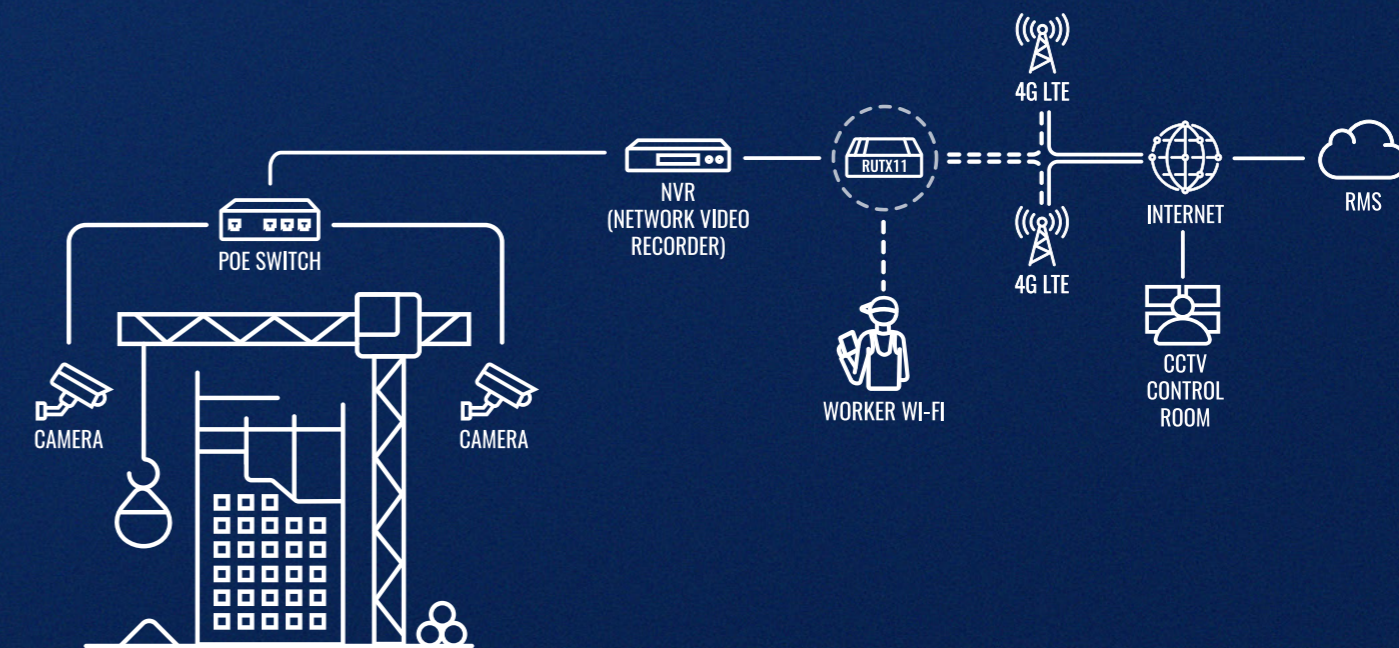 4G LTE
RUTX11
NVR
(NETWORK VIDEO
RECORDER)
INTERNET
RMS
POE SWITCH
4G LTE
CAMERA
CAMERA
WORKER WI-FI
CCTV
CONTROL
ROOM